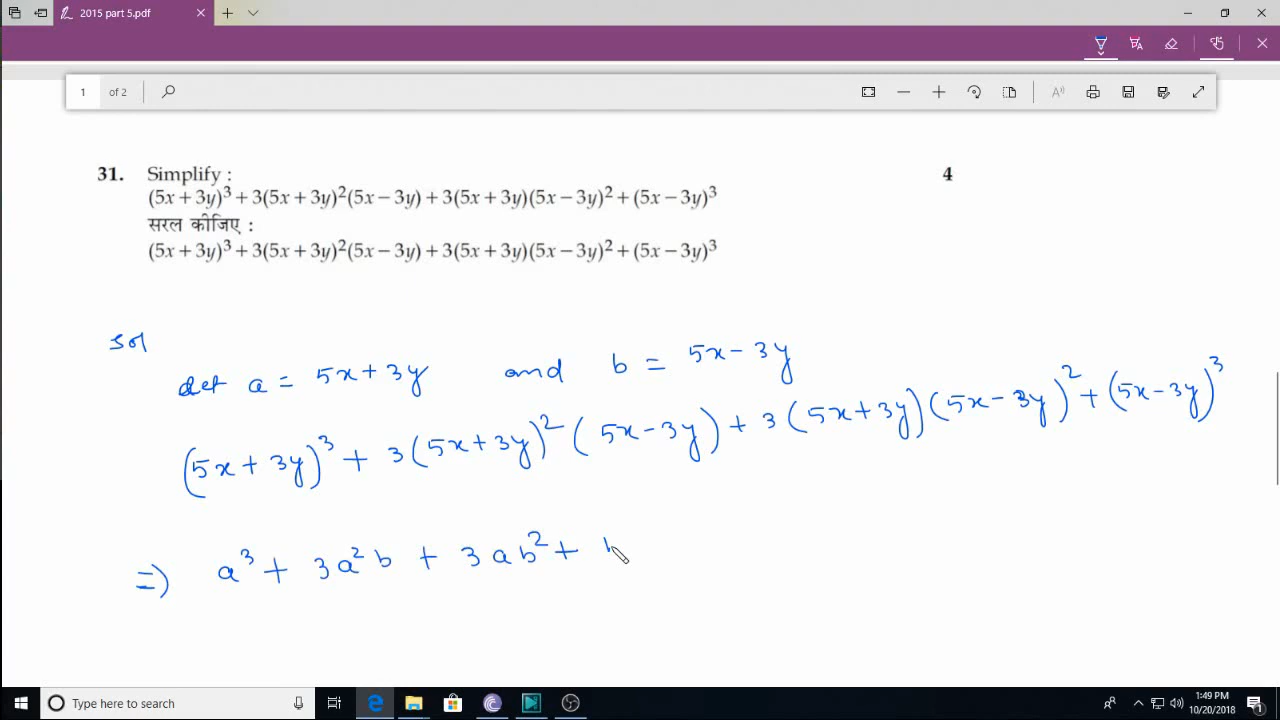 2015 part 5.pdf
1 of 2
31. Simplify : 4
(5x + 3y)³ + 3(5x + 3y)²(5x − 3y) + 3(5x + 3y)(5x − 3y)² + (5x − 3y)³
सरल कीजिए :
(5x + 3y)³ + 3(5x + 3y)²(5x − 3y) + 3(5x + 3y)(5x − 3y)² + (5x − 3y)³
Sol
Let a = 5x + 3y and b = 5x − 3y
(5x + 3y)³ + 3(5x + 3y)²(5x − 3y) + 3(5x + 3y)(5x − 3y)² + (5x − 3y)³
=) a³ + 3a²b + 3ab² +
Type here to search
1:49 PM
10/20/2018